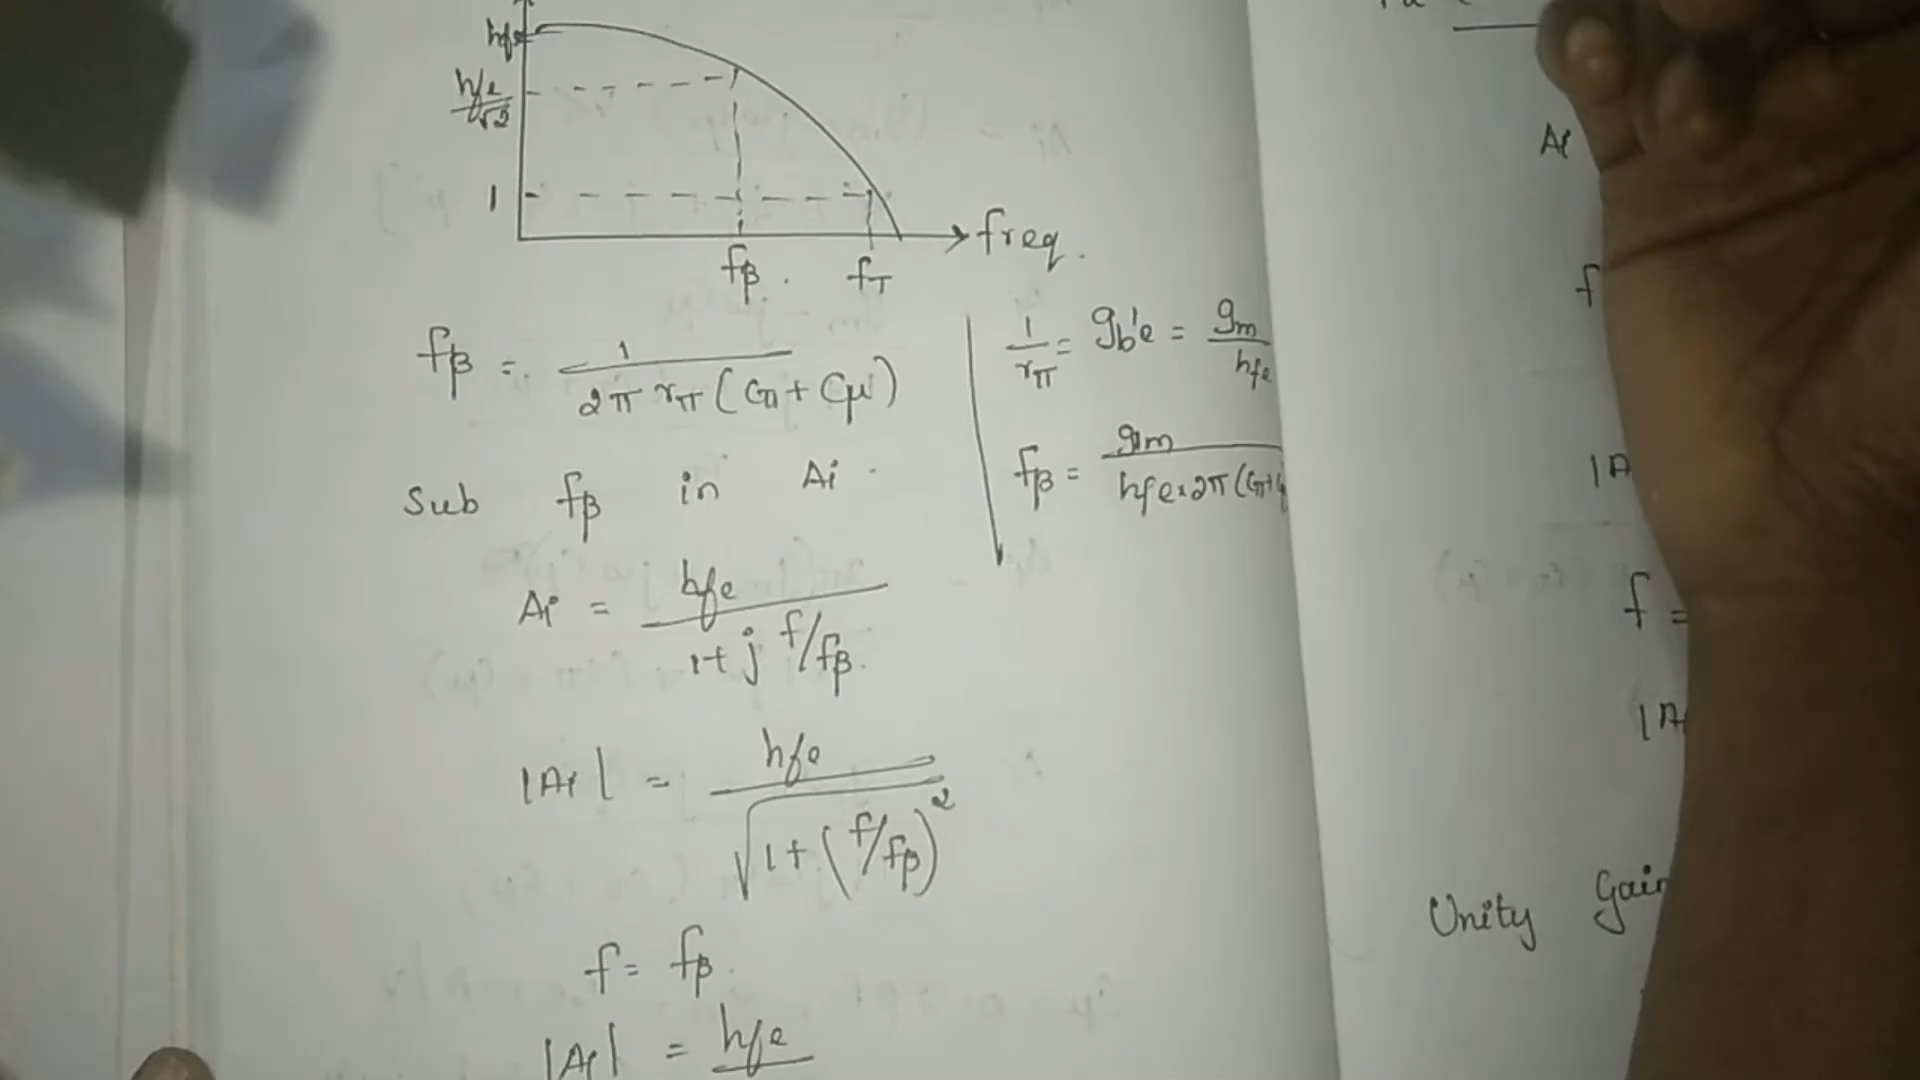 hfe
hfe/√2
1
freq.
fβ . fT
fβ = 1 / 2π rπ (Cπ + Cμ)
Sub fβ in Ai .
Ai = hfe / 1+ j f/fβ.
|Ai| = hfe / √1+ (f/fβ)²
f = fβ.
|Ai| = hfe
1/rπ = gb'e = gm/hfe
fβ = gm / hfe × 2π (Cπ+C
Ai
f
|A
f =
|A
Unity Gain